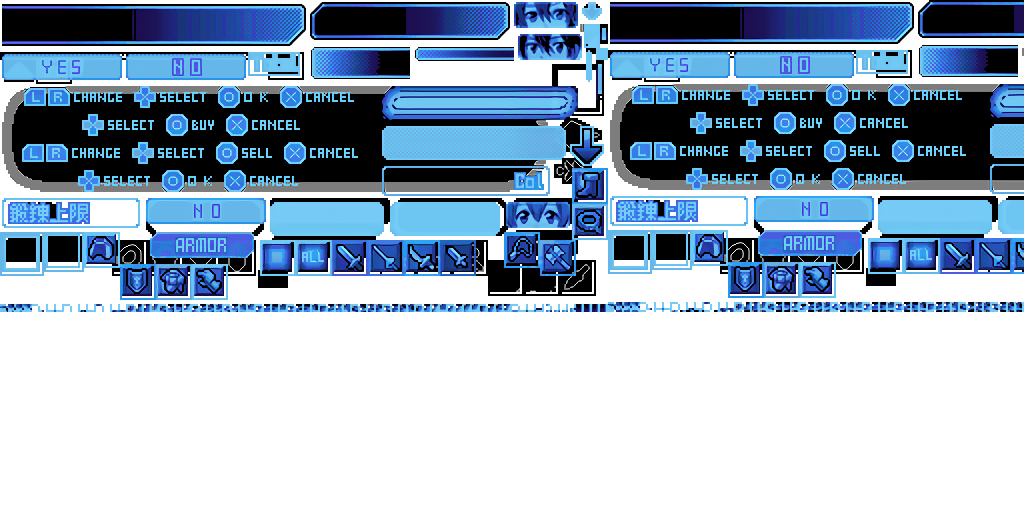 YES NO YES NO
L R CHANGE SELECT O K CANCEL L R CHANGE SELECT O K CANCEL
SELECT BUY CANCEL SELECT BUY CANCEL
L R CHANGE SELECT SELL CANCEL L R CHANGE SELECT SELL CANCEL
SELECT O K CANCEL SELECT O K CANCEL
鍛錬上限 NO 鍛錬上限 NO
ARMOR ARMOR
ALL ALL